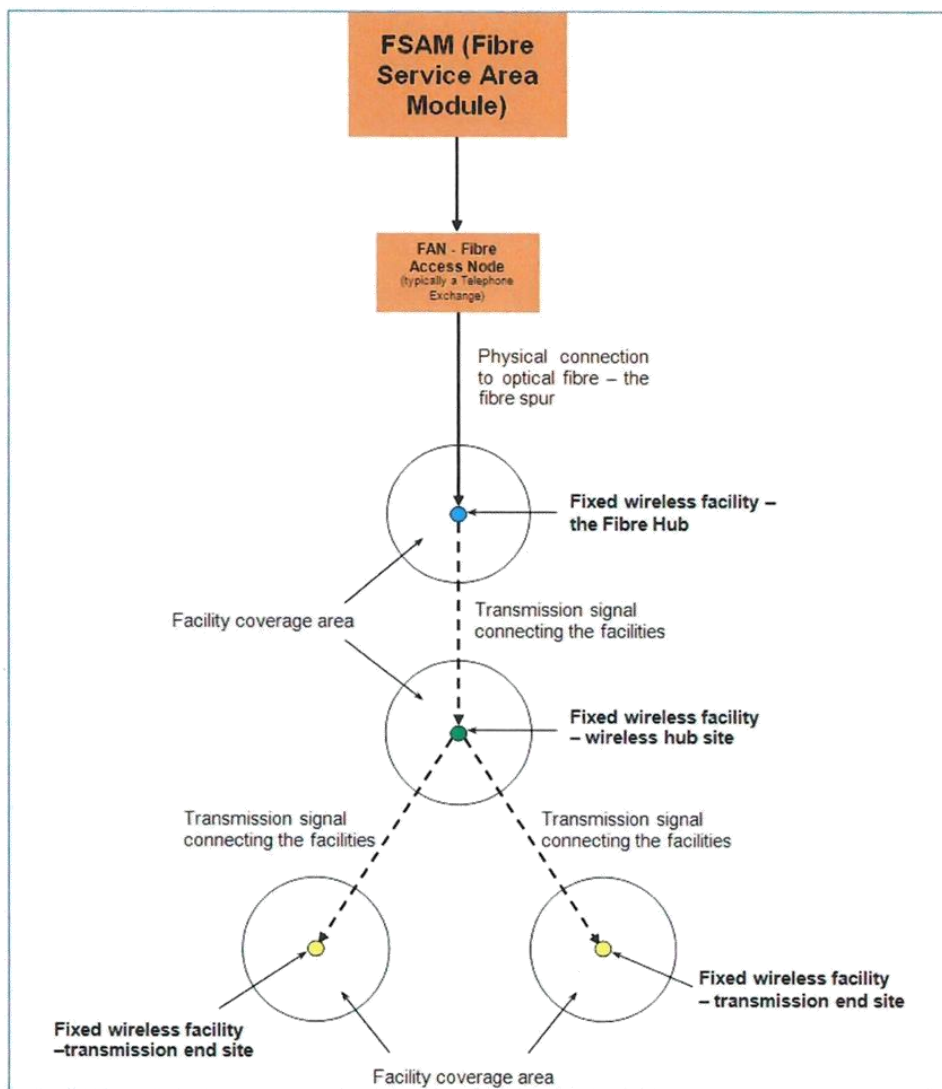 FSAM (Fibre
Service Area
Module)
FAN - Fibre
Access Node
(typically a Telephone
Exchange)
Physical connection
to optical fibre – the
fibre spur
Fixed wireless facility –
the Fibre Hub
Facility coverage area
Transmission signal
connecting the facilities
Fixed wireless facility
– wireless hub site
Transmission signal
connecting the facilities
Transmission signal
connecting the facilities
Fixed wireless facility
– transmission end site
Fixed wireless facility
–transmission end site
Facility coverage area